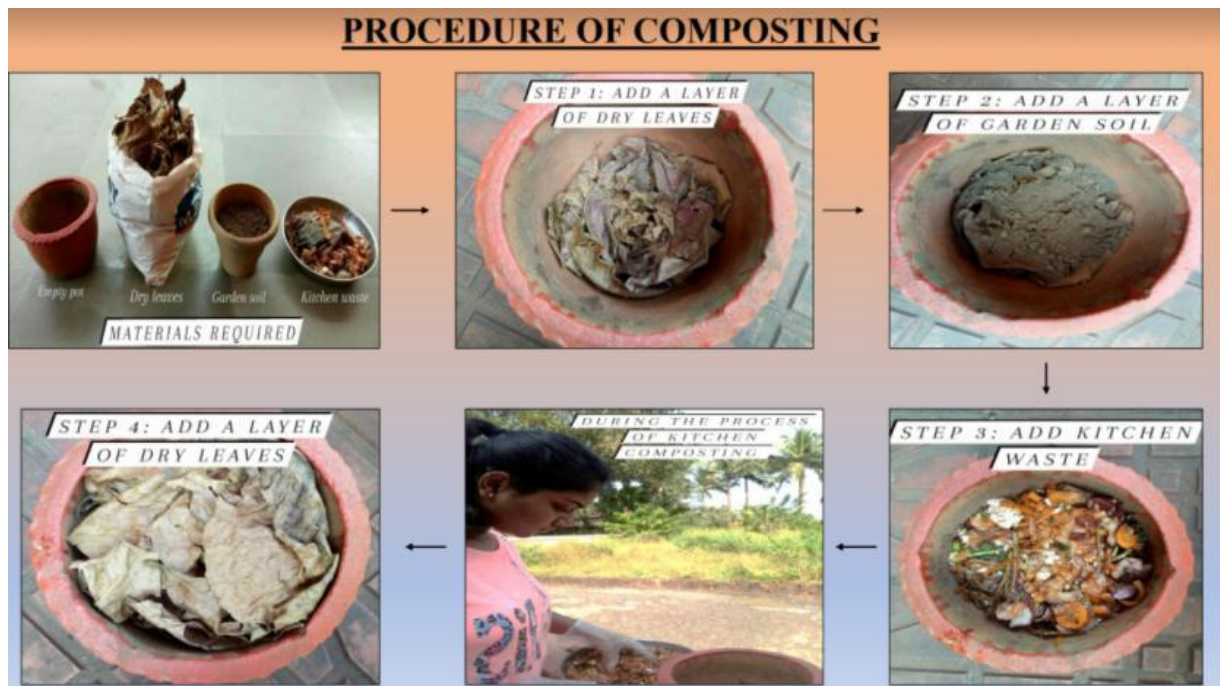 PROCEDURE OF COMPOSTING
Empty pot
Dry leaves
Garden soil
Kitchen waste
MATERIALS REQUIRED
STEP 1: ADD A LAYER
OF DRY LEAVES
STEP 2: ADD A LAYER
OF GARDEN SOIL
STEP 3: ADD KITCHEN
WASTE
DURING THE PROCESS
OF KITCHEN
COMPOSTING
STEP 4: ADD A LAYER
OF DRY LEAVES